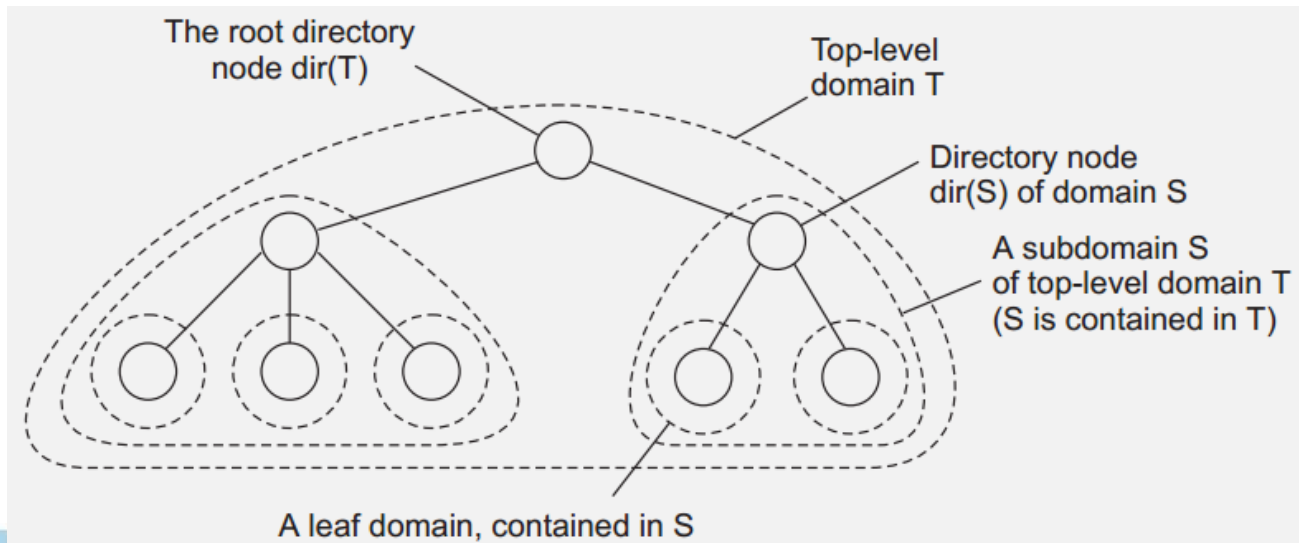 The root directory
node dir(T)
Top-level
domain T
Directory node
dir(S) of domain S
A subdomain S
of top-level domain T
(S is contained in T)
A leaf domain, contained in S